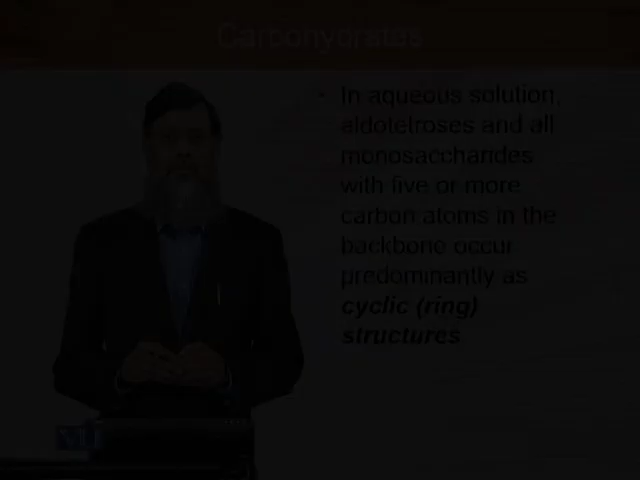 Carbohydrates
• In aqueous solution,
aldotetroses and all
monosaccharides
with five or more
carbon atoms in the
backbone occur
predominantly as
cyclic (ring)
structures